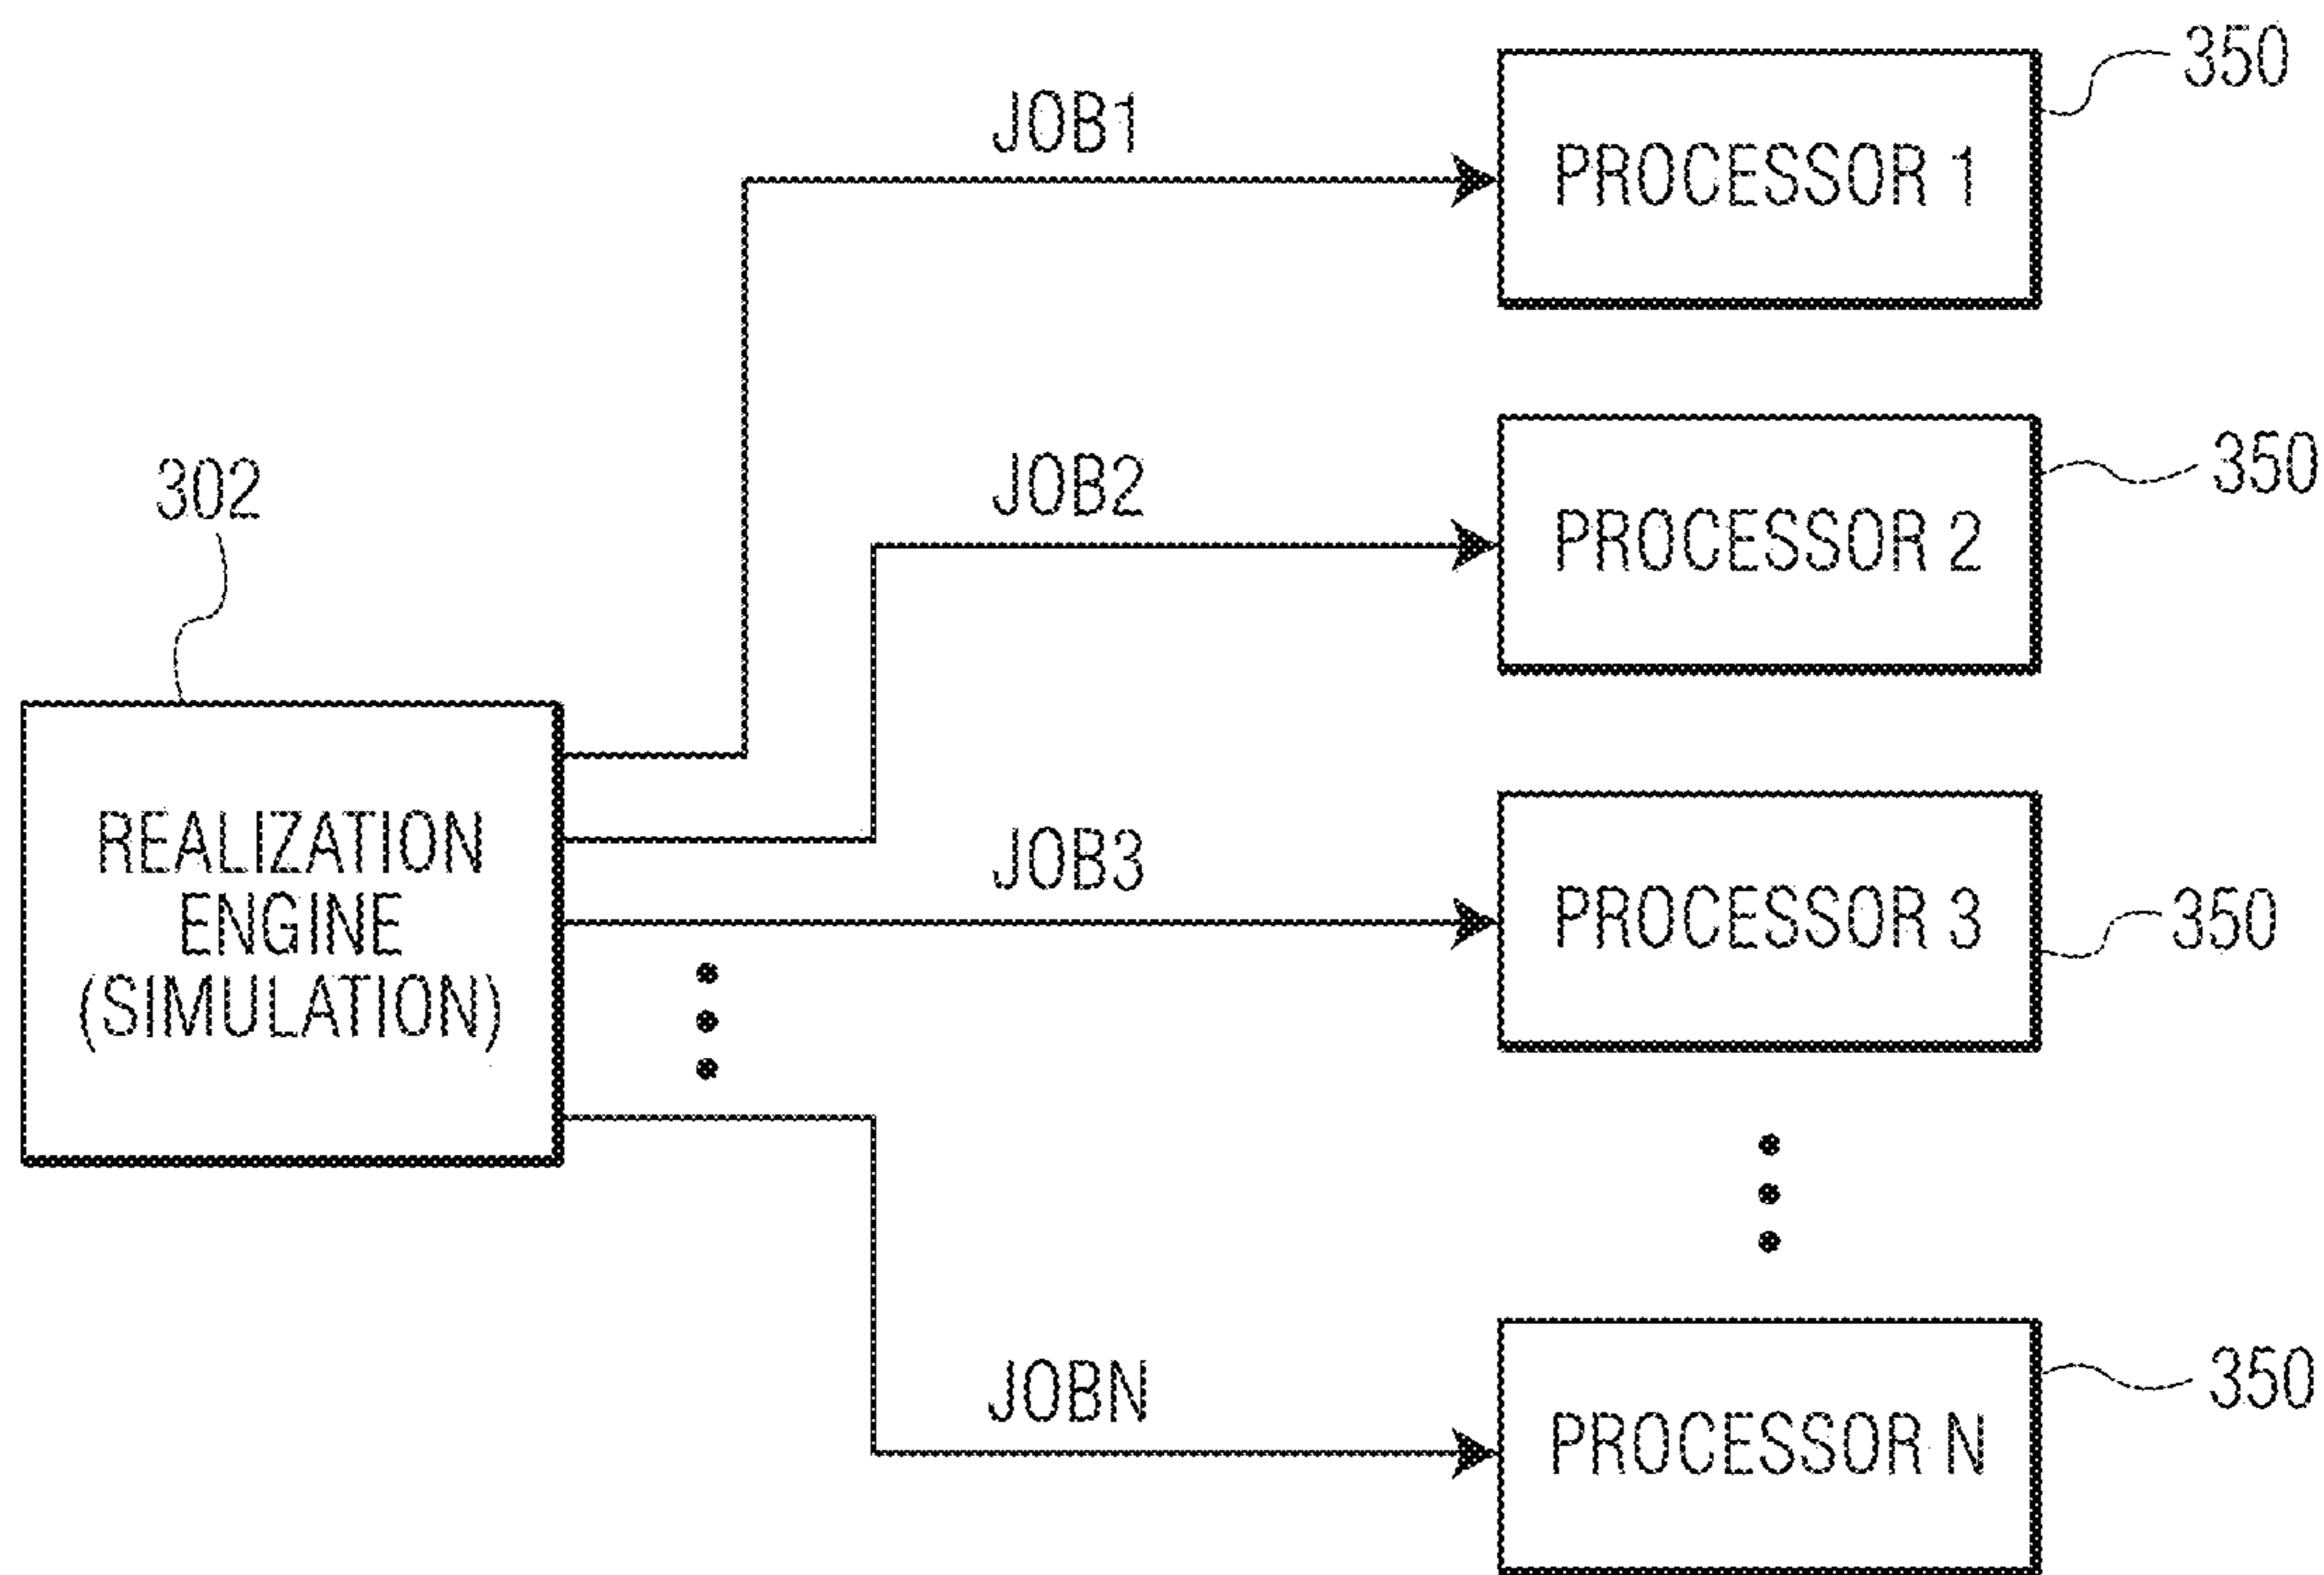 350
JOB1
PROCESSOR 1
350
JOB2
302
PROCESSOR 2
JOB3
REALIZATION
ENGINE
(SIMULATION)
PROCESSOR 3
350
JOBN
350
PROCESSOR N